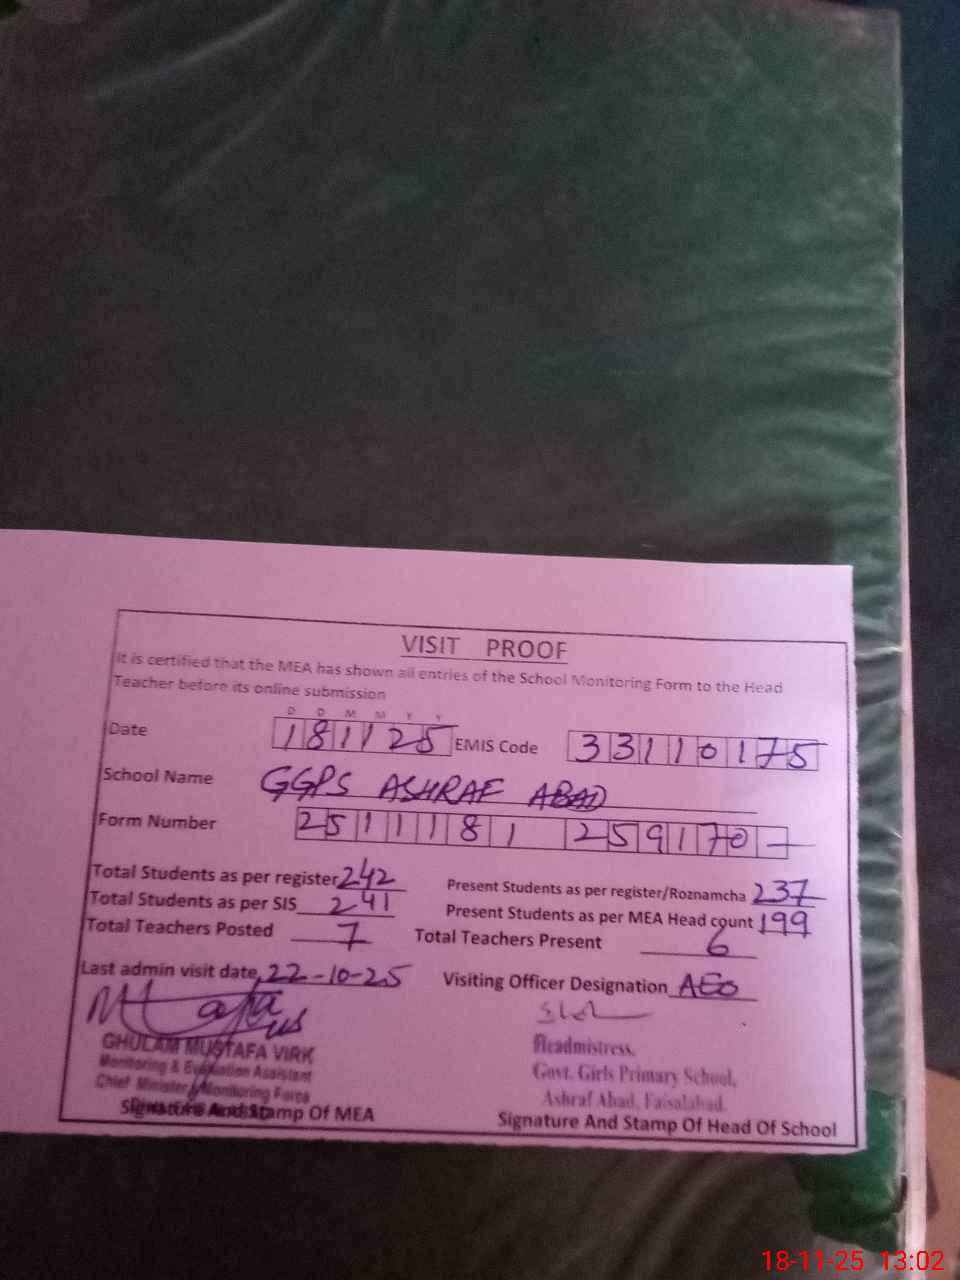 VISIT PROOF
It is certified that the MEA has shown all entries of the School Monitoring Form to the Head
Teacher before its online submission
D D M M Y Y
Date 181125 EMIS Code 33110175
School Name GGPS ASHRAF ABAD
Form Number 2511181 259170
Total Students as per register 242 Present Students as per register/Roznamcha 237
Total Students as per SIS 241 Present Students as per MEA Head count 199
Total Teachers Posted 7 Total Teachers Present 6
Last admin visit date, 22-10-25 Visiting Officer Designation AEO
GHULAM MUSTAFA VIRK
Monitoring & Evaluation Assistant
Chief Minister's Monitoring Force
Signature And Stamp Of MEA
Headmistress,
Govt. Girls Primary School,
Ashraf Abad, Faisalabad.
Signature And Stamp Of Head Of School
18-11-25 13:02